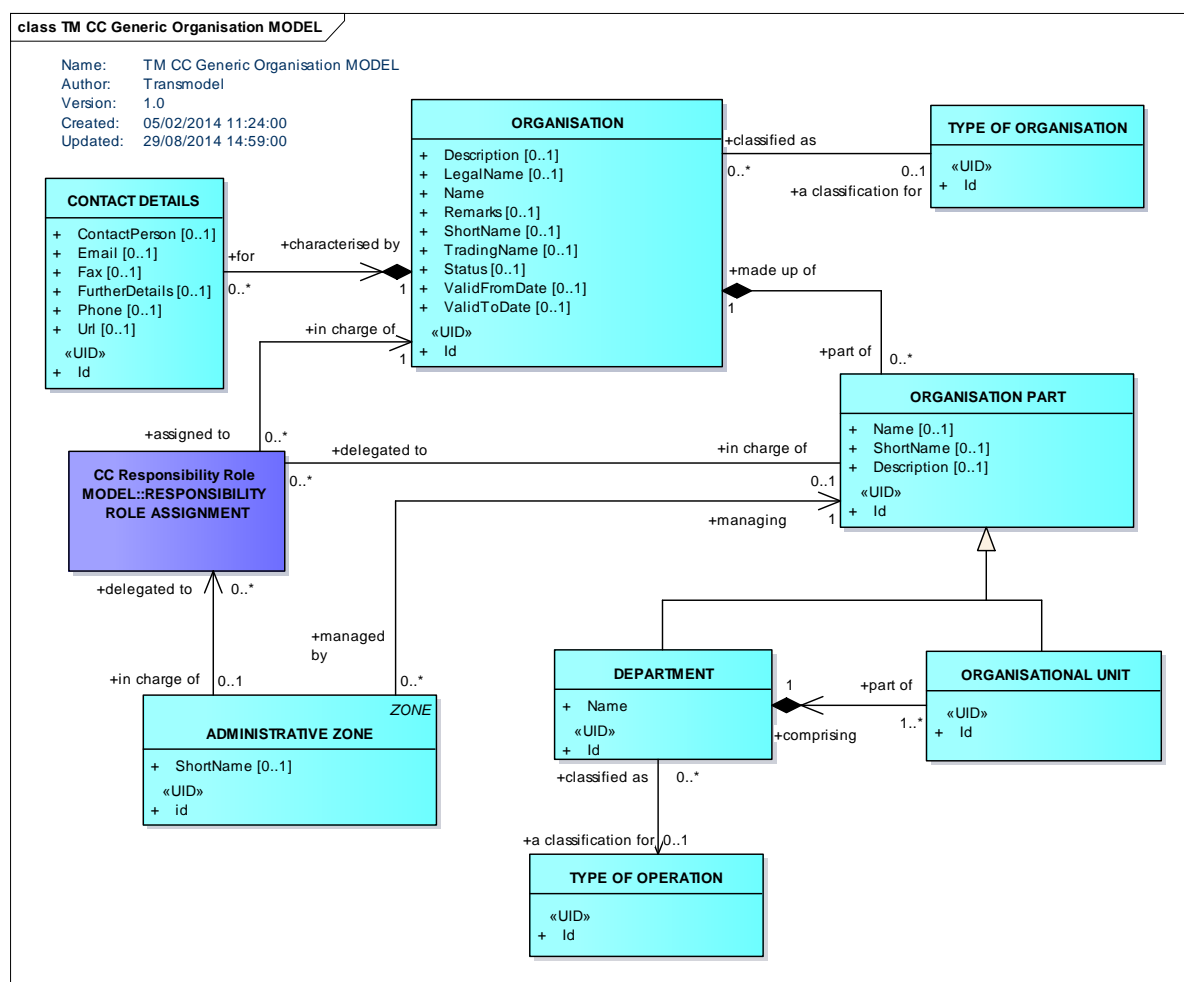 class TM CC Generic Organisation MODEL
Name: TM CC Generic Organisation MODEL
Author: Transmodel
Version: 1.0
Created: 05/02/2014 11:24:00
Updated: 29/08/2014 14:59:00
ORGANISATION
+ Description [0..1]
+ LegalName [0..1]
+ Name
+ Remarks [0..1]
+ ShortName [0..1]
+ TradingName [0..1]
+ Status [0..1]
+ ValidFromDate [0..1]
+ ValidToDate [0..1]
«UID»
+ Id
+classified as
0..*
0..1
+a classification for
TYPE OF ORGANISATION
«UID»
+ Id
CONTACT DETAILS
+ ContactPerson [0..1]
+ Email [0..1]
+ Fax [0..1]
+ FurtherDetails [0..1]
+ Phone [0..1]
+ Url [0..1]
«UID»
+ Id
+characterised by
+for
0..*
1
+made up of
1
+part of
0..*
+in charge of
1
+assigned to
0..*
ORGANISATION PART
+ Name [0..1]
+ ShortName [0..1]
+ Description [0..1]
«UID»
+ Id
+delegated to
0..*
+in charge of
0..1
CC Responsibility Role
MODEL::RESPONSIBILITY
ROLE ASSIGNMENT
+managing
1
+delegated to
0..*
+managed
by
0..*
+in charge of
0..1
ZONE
ADMINISTRATIVE ZONE
+ ShortName [0..1]
«UID»
+ id
DEPARTMENT
+ Name
«UID»
+ Id
1
+part of
1..*
+comprising
ORGANISATIONAL UNIT
«UID»
+ Id
+classified as
0..*
+a classification for
0..1
TYPE OF OPERATION
«UID»
+ Id